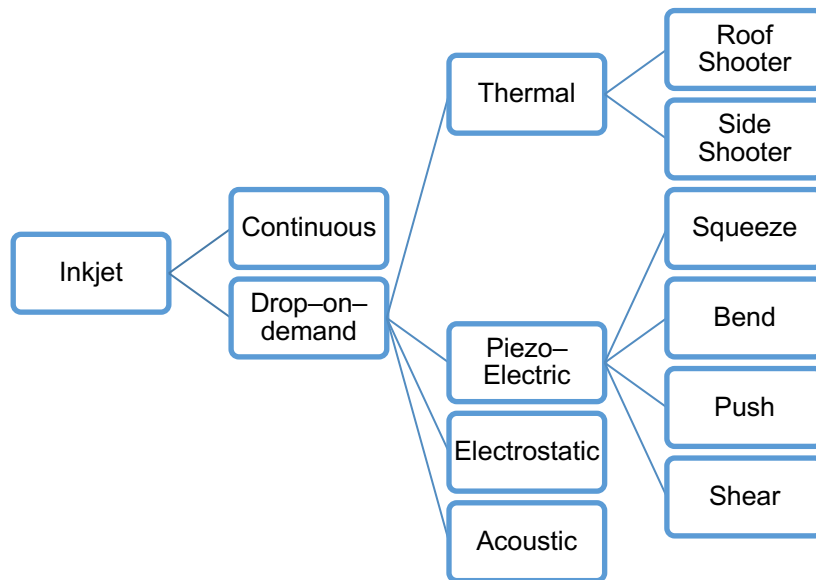 Inkjet
Continuous
Drop–on–
demand
Thermal
Piezo–
Electric
Electrostatic
Acoustic
Roof
Shooter
Side
Shooter
Squeeze
Bend
Push
Shear